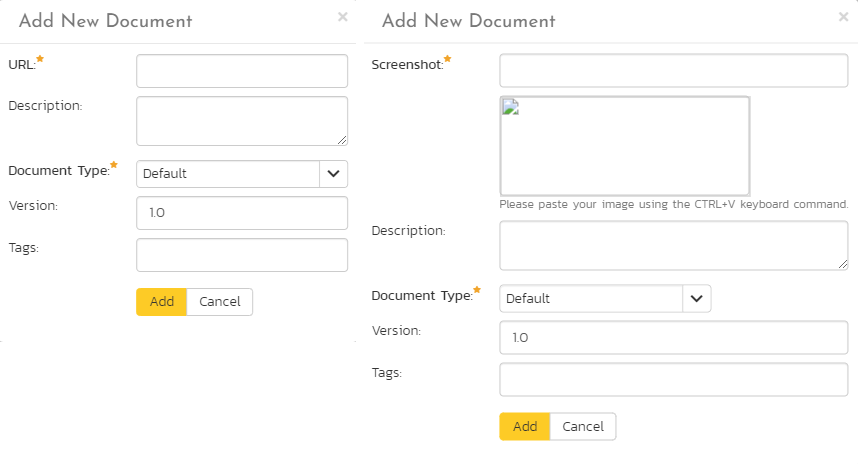 Add New Document ×
URL:
Description:
Document Type: Default
Version: 1.0
Tags:
Add Cancel
Add New Document ×
Screenshot:
Please paste your image using the CTRL+V keyboard command.
Description:
Document Type: Default
Version: 1.0
Tags:
Add Cancel